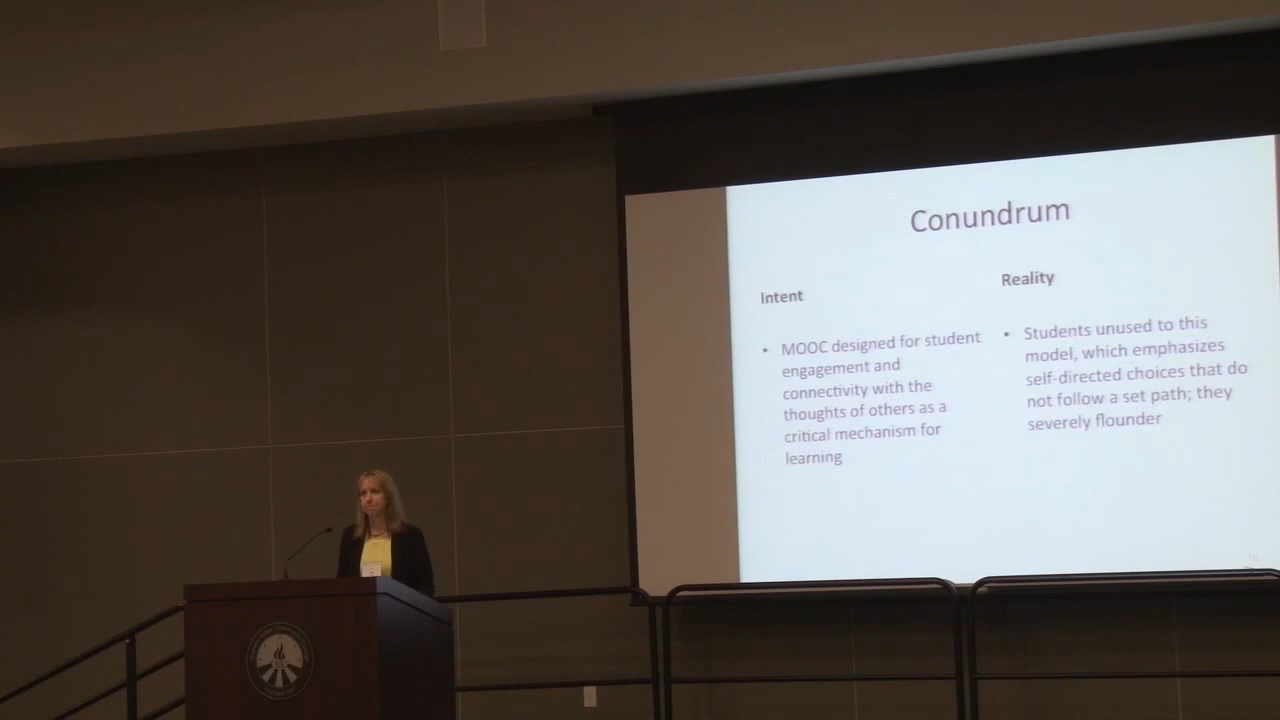 Conundrum
Intent
• MOOC designed for student
engagement and
connectivity with the
thoughts of others as a
critical mechanism for
learning
Reality
• Students unused to this
model, which emphasizes
self-directed choices that do
not follow a set path; they
severely flounder